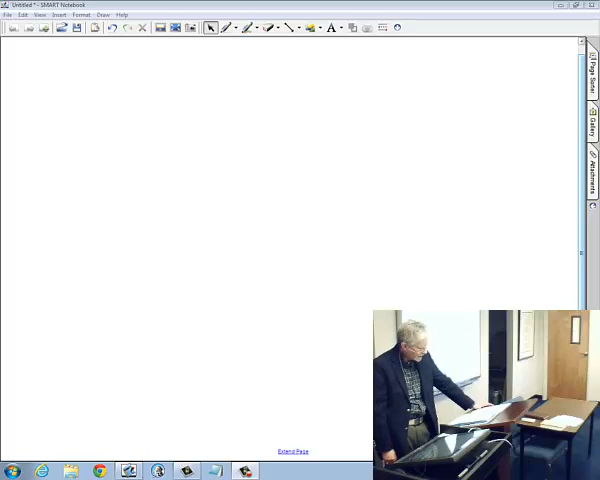 Untitled * - SMART Notebook
File Edit View Insert Format Draw Help
Page Sorter
Gallery
Attachments
Extend Page